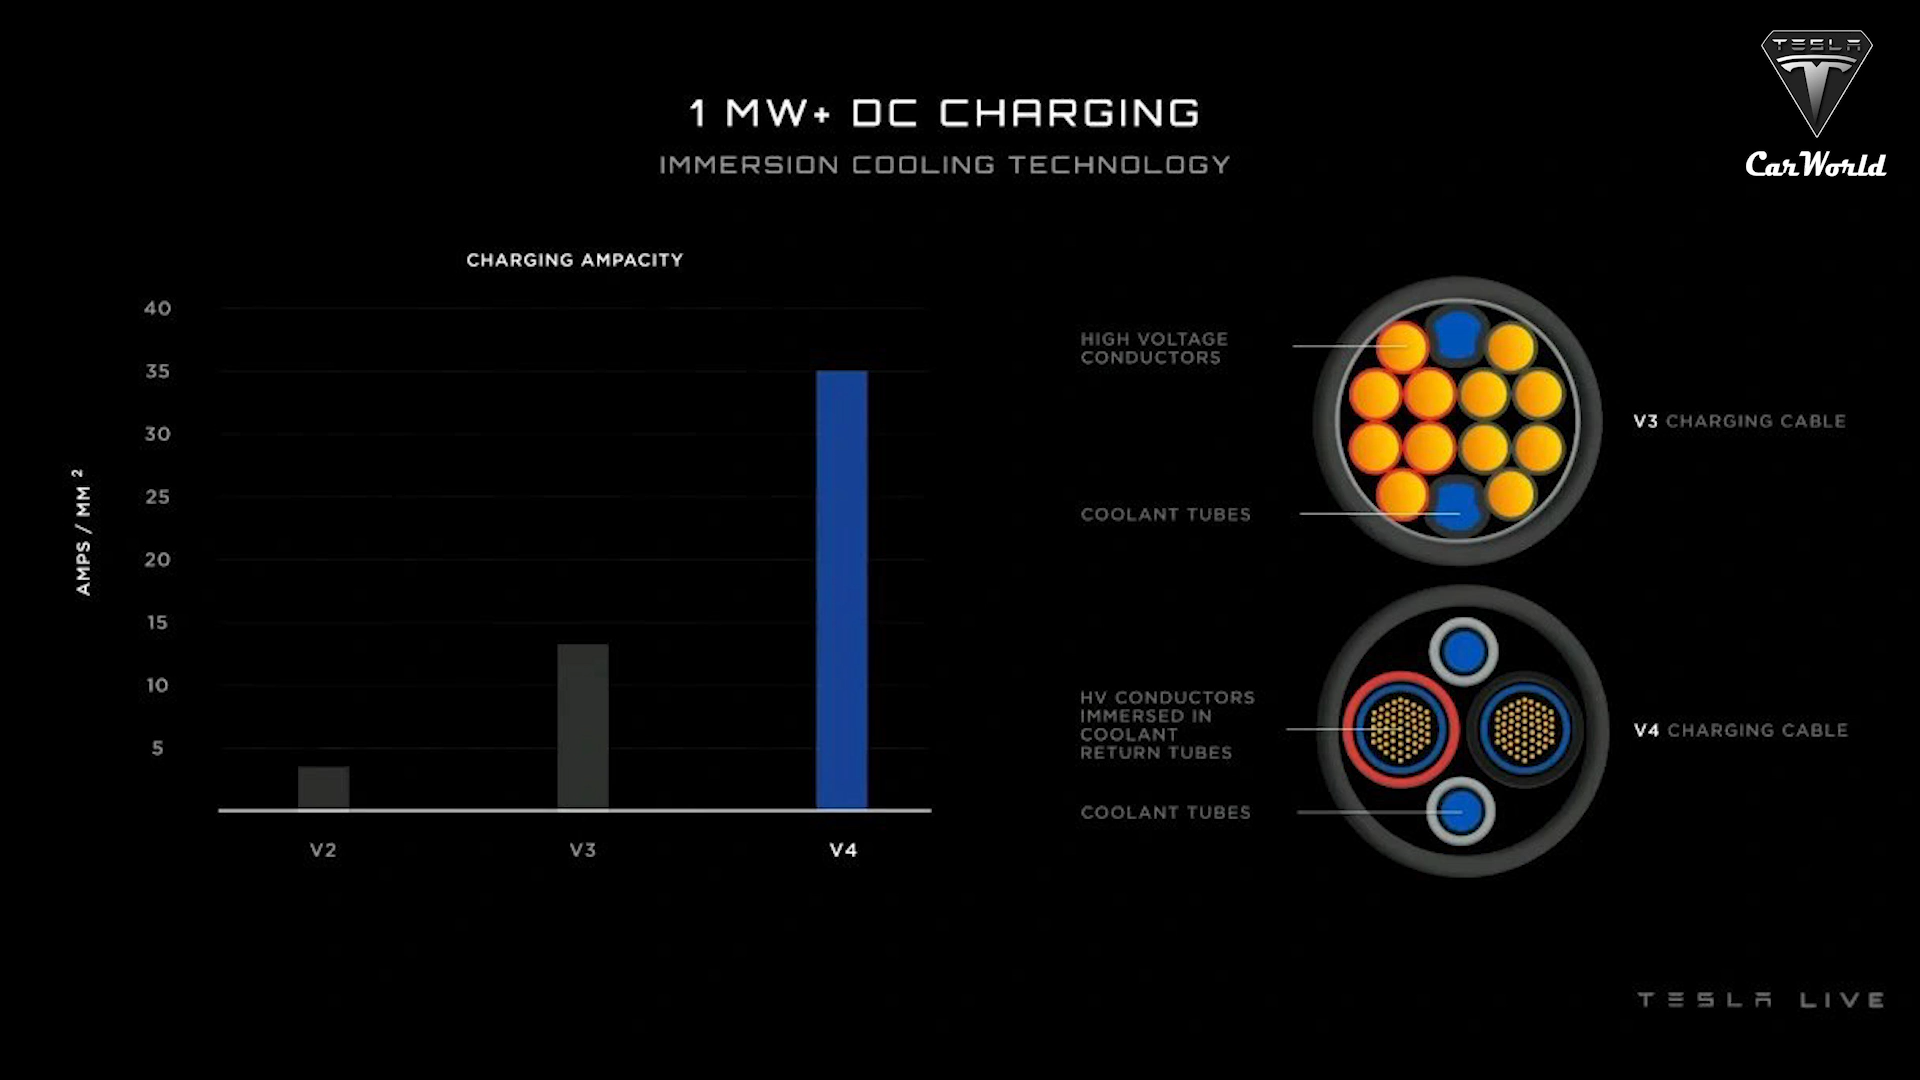 TESLA
CarWorld
1 MW+ DC CHARGING
IMMERSION COOLING TECHNOLOGY
CHARGING AMPACITY
40
35
30
25
20
15
10
5
AMPS / MM 2
V2
V3
V4
HIGH VOLTAGE
CONDUCTORS
COOLANT TUBES
V3 CHARGING CABLE
HV CONDUCTORS
IMMERSED IN
COOLANT
RETURN TUBES
COOLANT TUBES
V4 CHARGING CABLE
TESLA LIVE